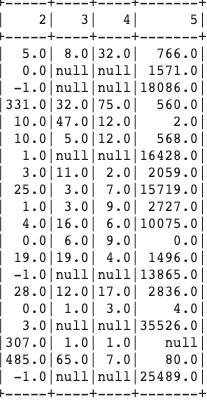 +-----+----+----+-------+
|    2|   3|   4|      5|
+-----+----+----+-------+
|  5.0| 8.0|32.0|  766.0|
|  0.0|null|null| 1571.0|
| -1.0|null|null|18086.0|
|331.0|32.0|75.0|  560.0|
| 10.0|47.0|12.0|    2.0|
| 10.0| 5.0|12.0|  568.0|
|  1.0|null|null|16428.0|
|  3.0|11.0| 2.0| 2059.0|
| 25.0| 3.0| 7.0|15719.0|
|  1.0| 3.0| 9.0| 2727.0|
|  4.0|16.0| 6.0|10075.0|
|  0.0| 6.0| 9.0|    0.0|
| 19.0|19.0| 4.0| 1496.0|
| -1.0|null|null|13865.0|
| 28.0|12.0|17.0| 2836.0|
|  0.0| 1.0| 3.0|    4.0|
|  3.0|null|null|35526.0|
|307.0| 1.0| 1.0|   null|
|485.0|65.0| 7.0|   80.0|
| -1.0|null|null|25489.0|
+-----+----+----+-------+